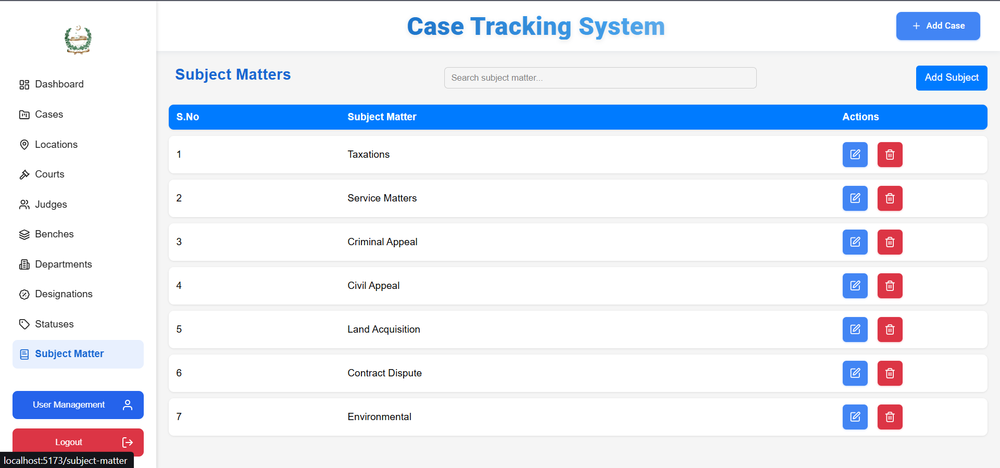 Case Tracking System
Add Case
Dashboard
Cases
Locations
Courts
Judges
Benches
Departments
Designations
Statuses
Subject Matter
User Management
Logout
localhost:5173/subject-matter
Subject Matters
Search subject matter...
Add Subject
S.No Subject Matter Actions
1 Taxations
2 Service Matters
3 Criminal Appeal
4 Civil Appeal
5 Land Acquisition
6 Contract Dispute
7 Environmental